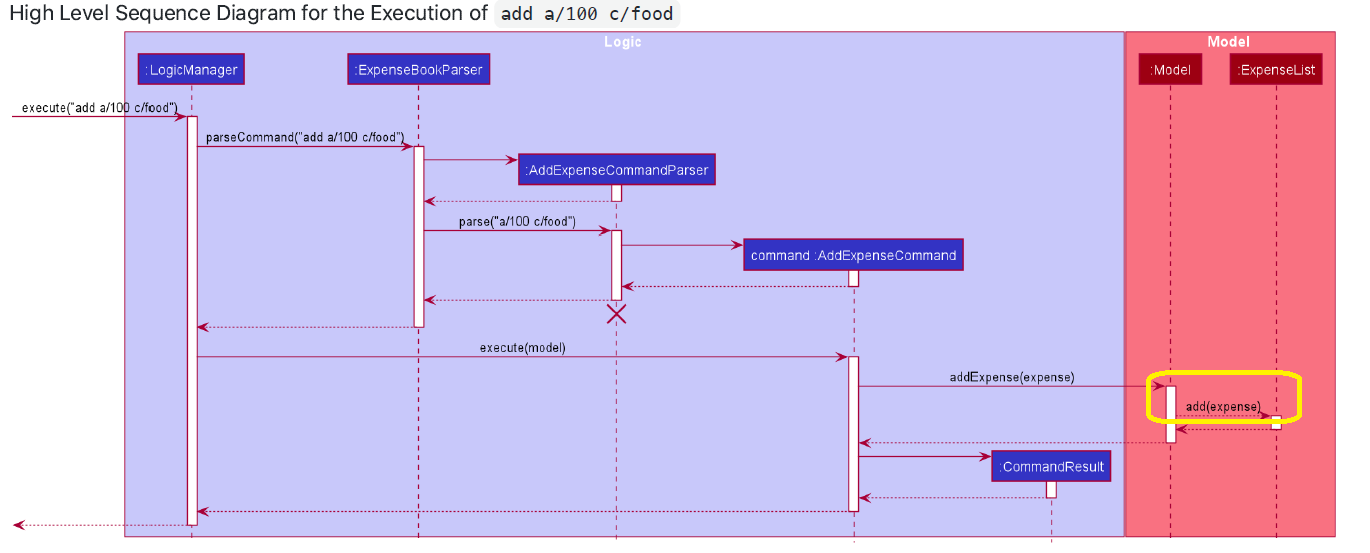 High Level Sequence Diagram for the Execution of add a/100 c/food
Logic
Model
:LogicManager
:ExpenseBookParser
:Model
:ExpenseList
execute("add a/100 c/food")
parseCommand("add a/100 c/food")
:AddExpenseCommandParser
parse("a/100 c/food")
command :AddExpenseCommand
execute(model)
addExpense(expense)
add(expense)
:CommandResult